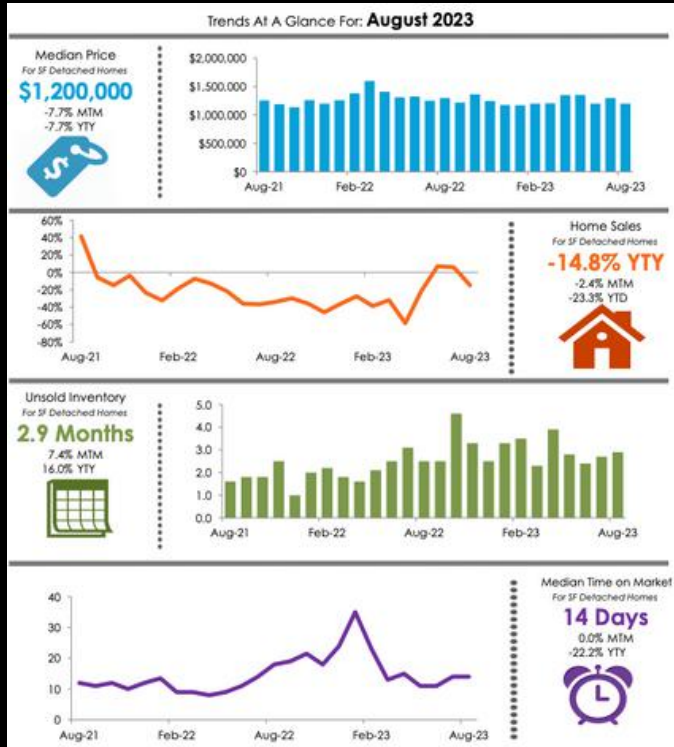 Trends At A Glance For: August 2023
Median Price
For SF Detached Homes
$1,200,000
-7.7% MTM
-7.7% YTY
$
$2,000,000
$1,500,000
$1,000,000
$500,000
$0
Aug-21 Feb-22 Aug-22 Feb-23 Aug-23
60%
40%
20%
0%
-20%
-40%
-60%
-80%
Aug-21 Feb-22 Aug-22 Feb-23 Aug-23
Home Sales
For SF Detached Homes
-14.8% YTY
-2.4% MTM
-23.3% YTD
Unsold Inventory
For SF Detached Homes
2.9 Months
7.4% MTM
16.0% YTY
5.0
4.0
3.0
2.0
1.0
0.0
Aug-21 Feb-22 Aug-22 Feb-23 Aug-23
40
30
20
10
0
Aug-21 Feb-22 Aug-22 Feb-23 Aug-23
Median Time on Market
For SF Detached Homes
14 Days
0.0% MTM
-22.2% YTY